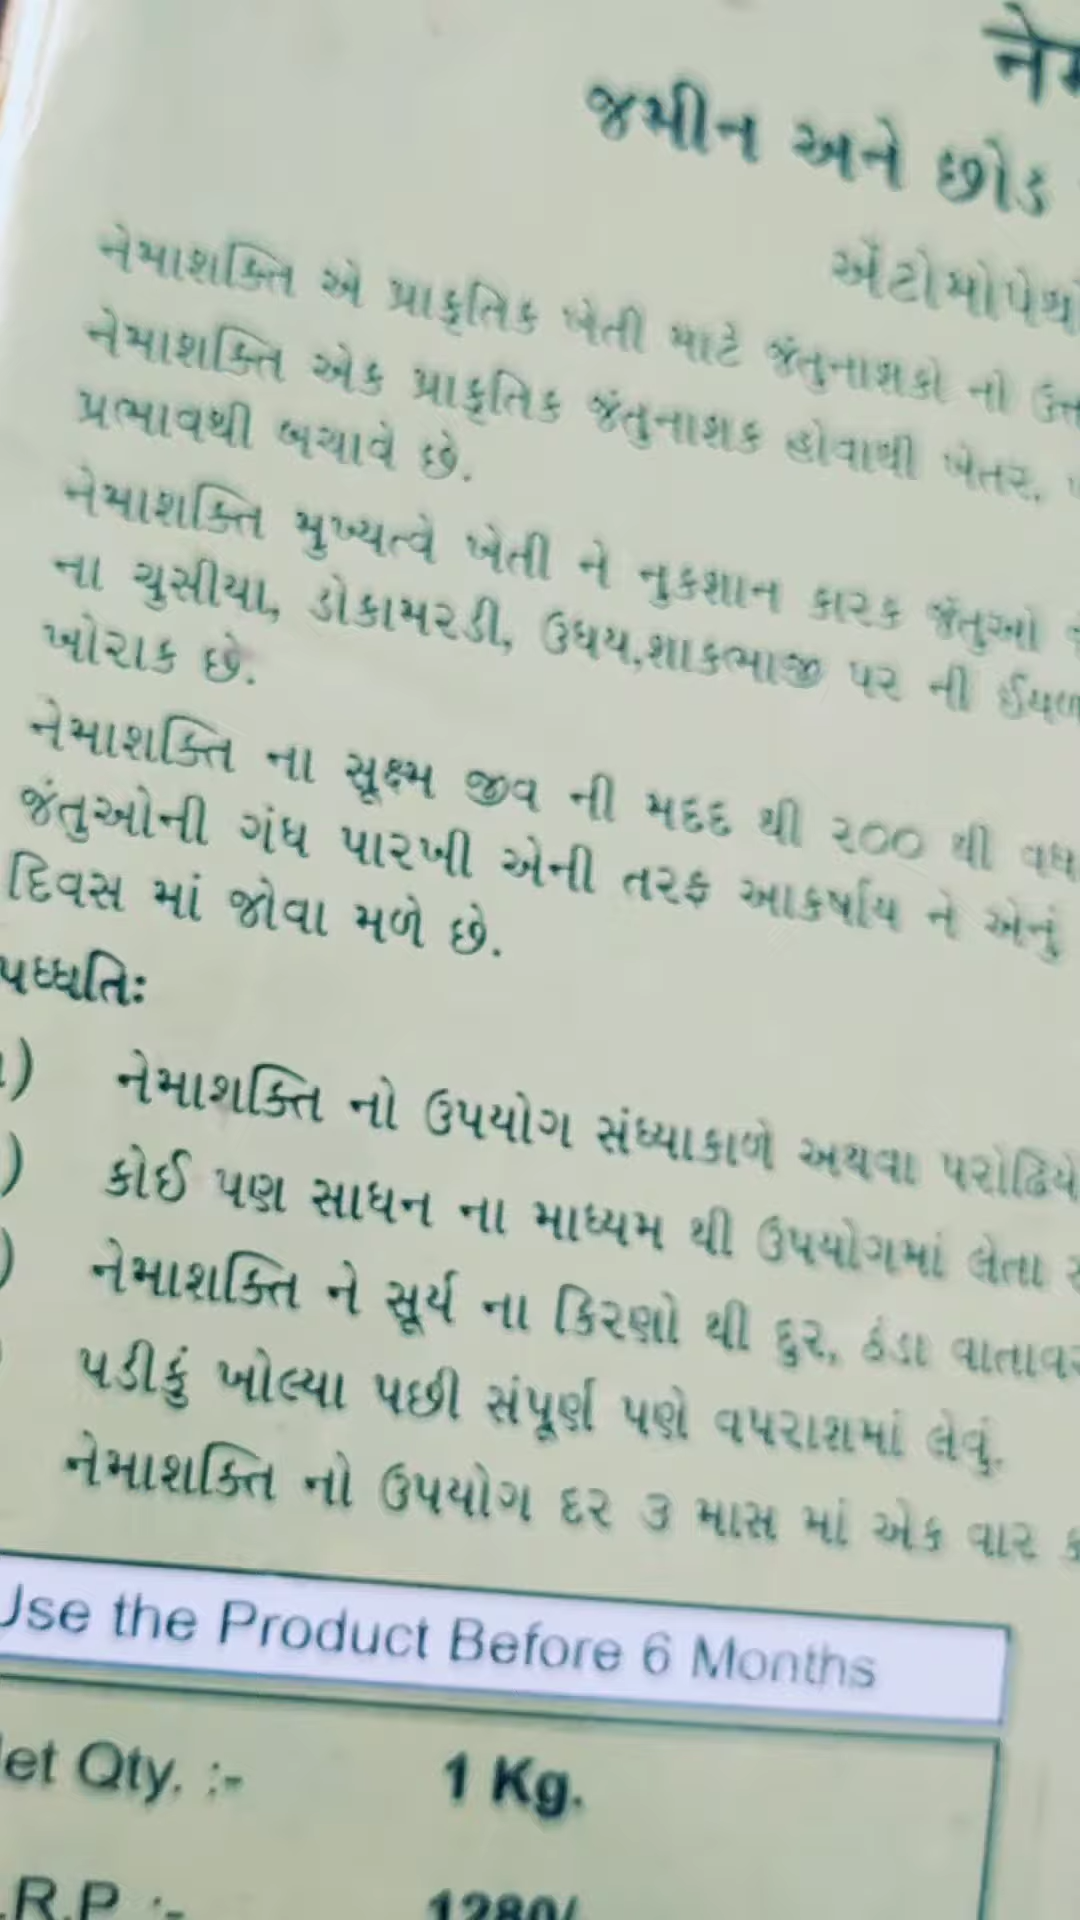 જમીન અને છોડ
નેમાશક્તિ એ પ્રાકૃતિક ખેતી માટે જંતુનાશકો નો
નેમાશક્તિ એક પ્રાકૃતિક જંતુનાશક હોવાથી ખેતર,
પ્રભાવથી બચાવે છે.
નેમાશક્તિ મુખ્યત્વે ખેતી ને નુકશાન કારક જંતુઓ
ના ચુસીયા, ડોકામરડી, ઉધય,શાકભાજી પર ની
ખોરાક છે.
નેમાશક્તિ ના સૂક્ષ્મ જીવ ની મદદ થી ૨૦૦ થી
જંતુઓની ગંધ પારખી એની તરફ આકર્ષાય ને એનું
દિવસ માં જોવા મળે છે.
પધ્ધતિઃ
નેમાશક્તિ નો ઉપયોગ સંધ્યાકાળે અથવા પરોઢિયે
કોઈ પણ સાધન ના માધ્યમ થી ઉપયોગમાં લેતા
નેમાશક્તિ ને સૂર્ય ના કિરણો થી દુર, ઠંડા
પડીકું ખોલ્યા પછી સંપૂર્ણ પણે વપરાશમાં લેવું.
નેમાશક્તિ નો ઉપયોગ દર ૩ માસ માં એક વાર
Use the Product Before 6 Months
Qty. :- 1 Kg.
.R.P :- 1280/